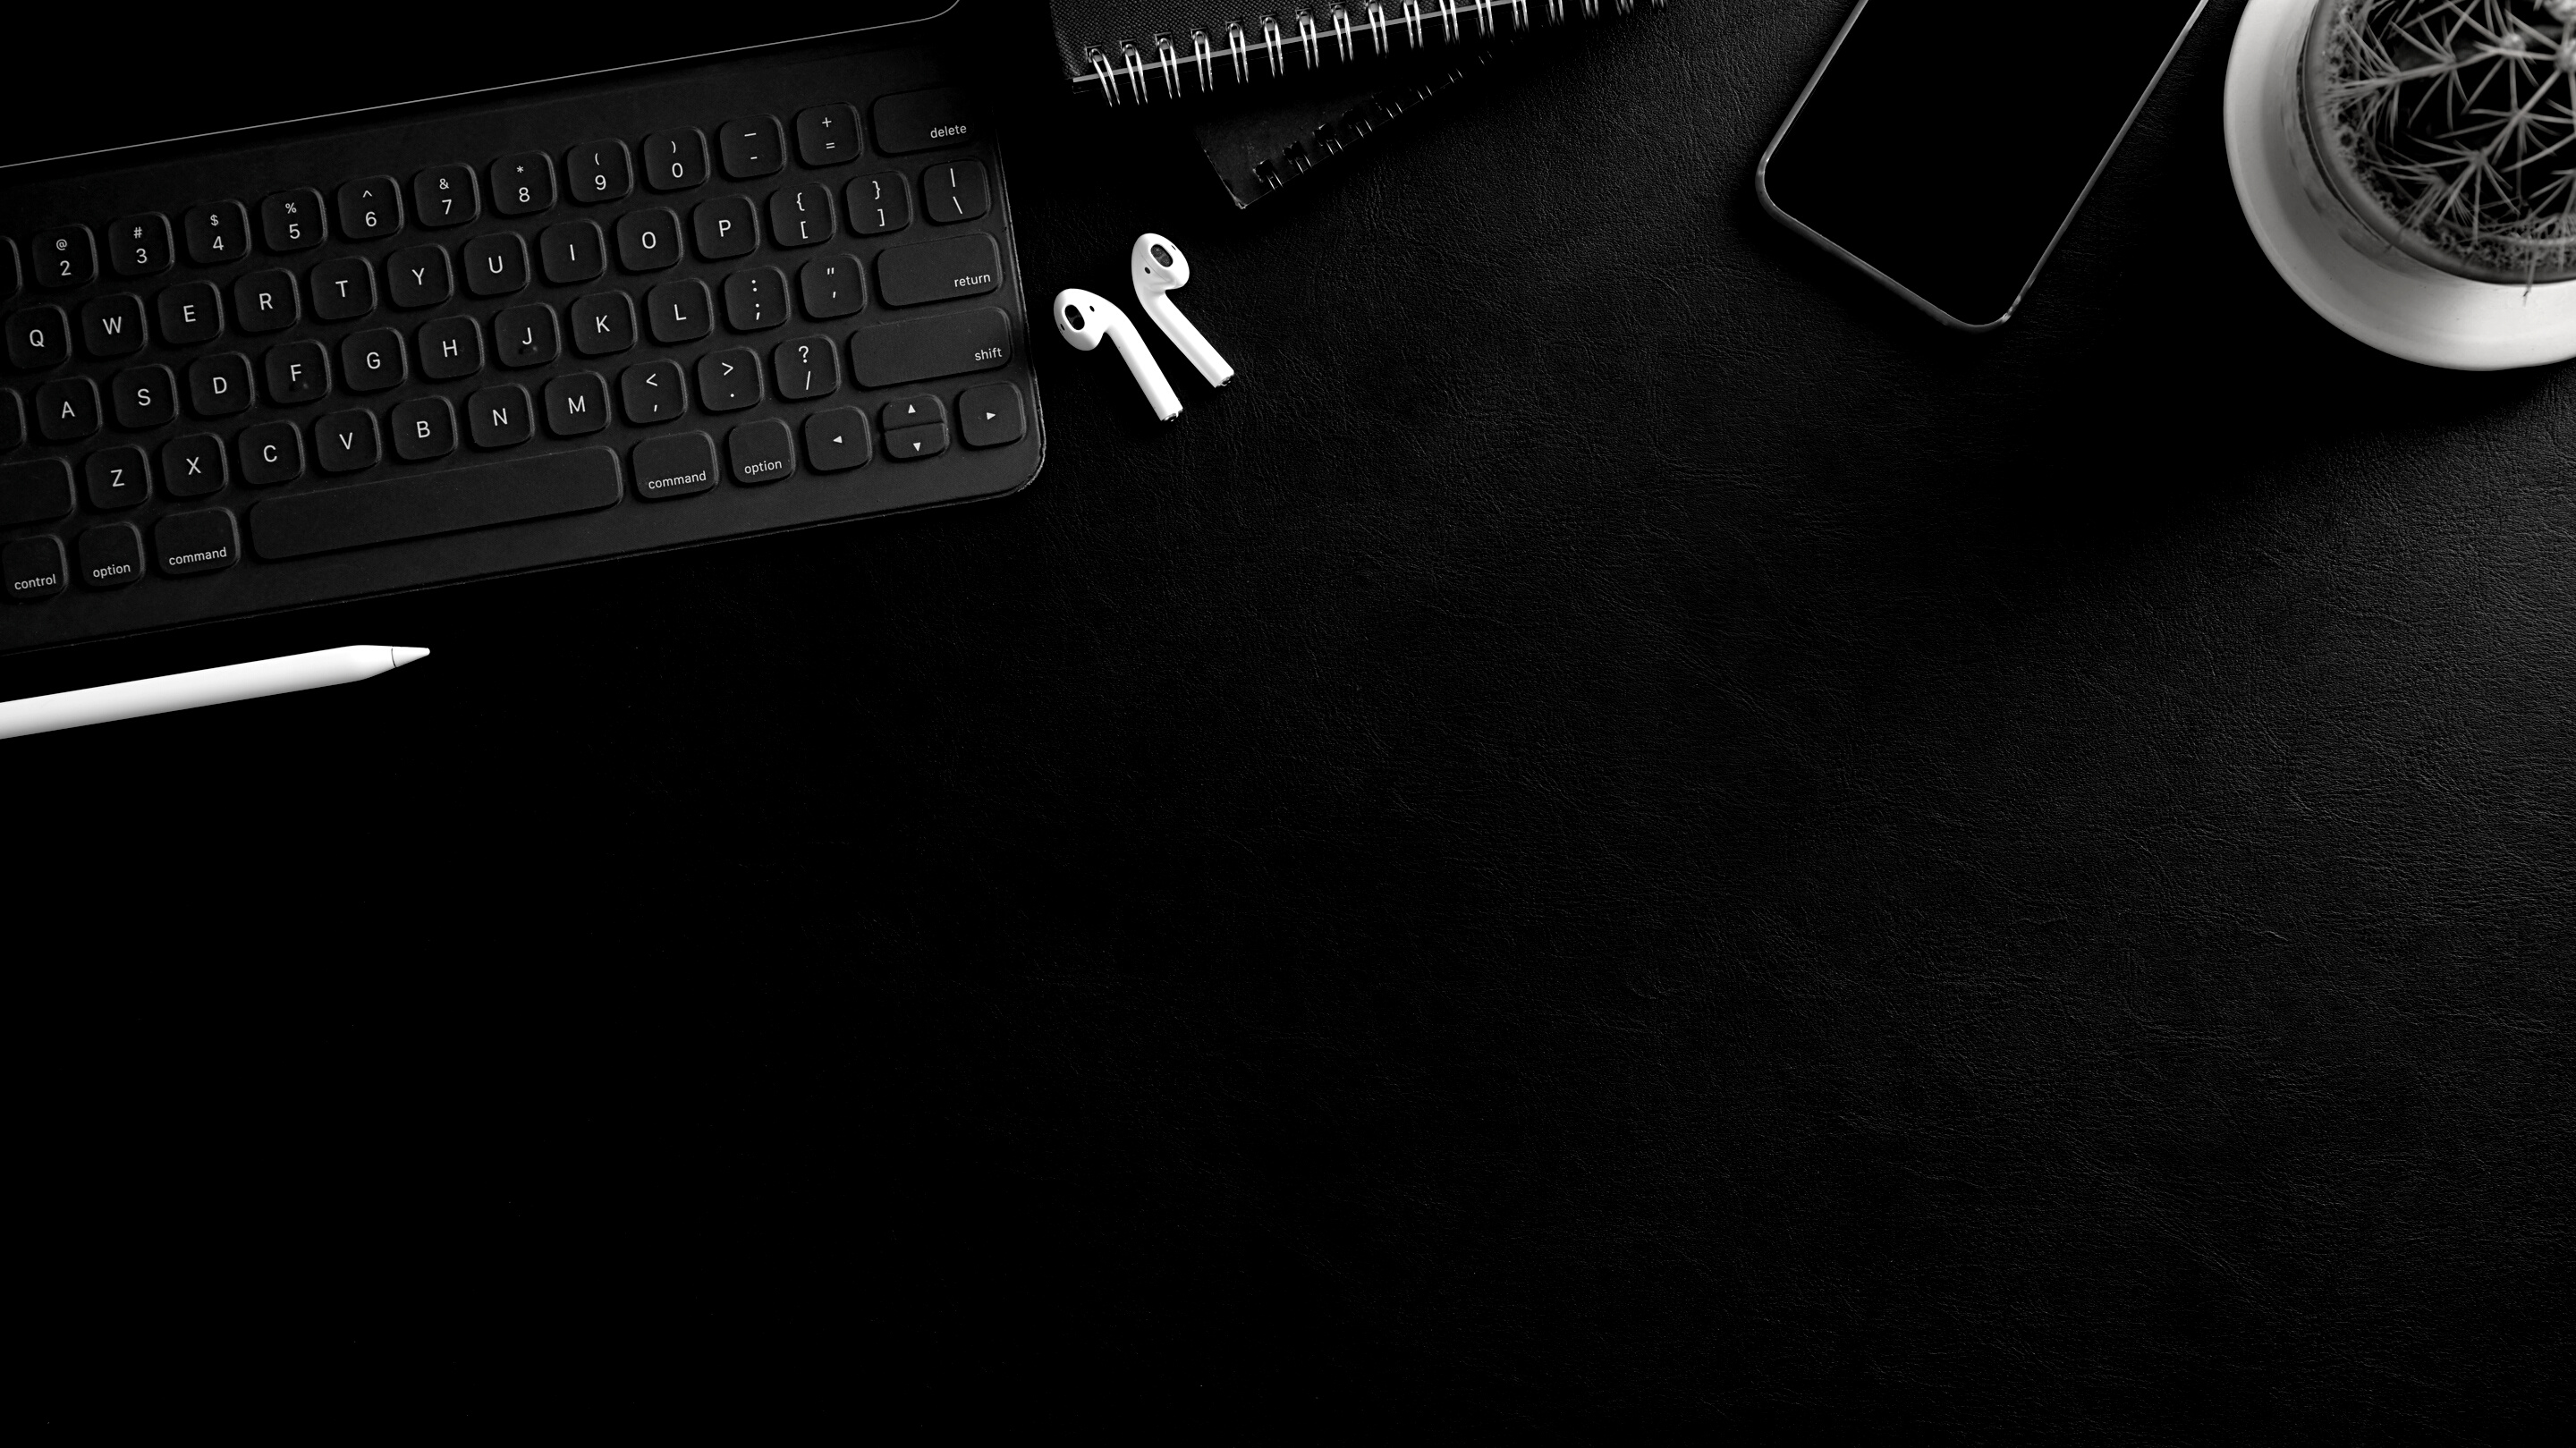 @ # $ % ^ & * ( ) — +
2 3 4 5 6 7 8 9 0 - = delete
Q W E R T Y U I O P { [ } ] | \
A S D F G H J K L : ; " ' return
Z X C V B N M < , > . ? / shift
control option command command option ◄ ▲ ▼ ►